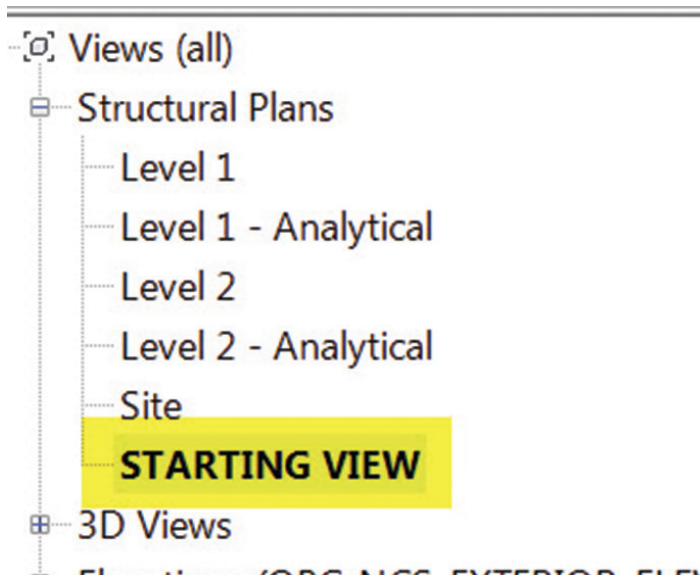 Views (all)
Structural Plans
Level 1
Level 1 - Analytical
Level 2
Level 2 - Analytical
Site
STARTING VIEW
3D Views